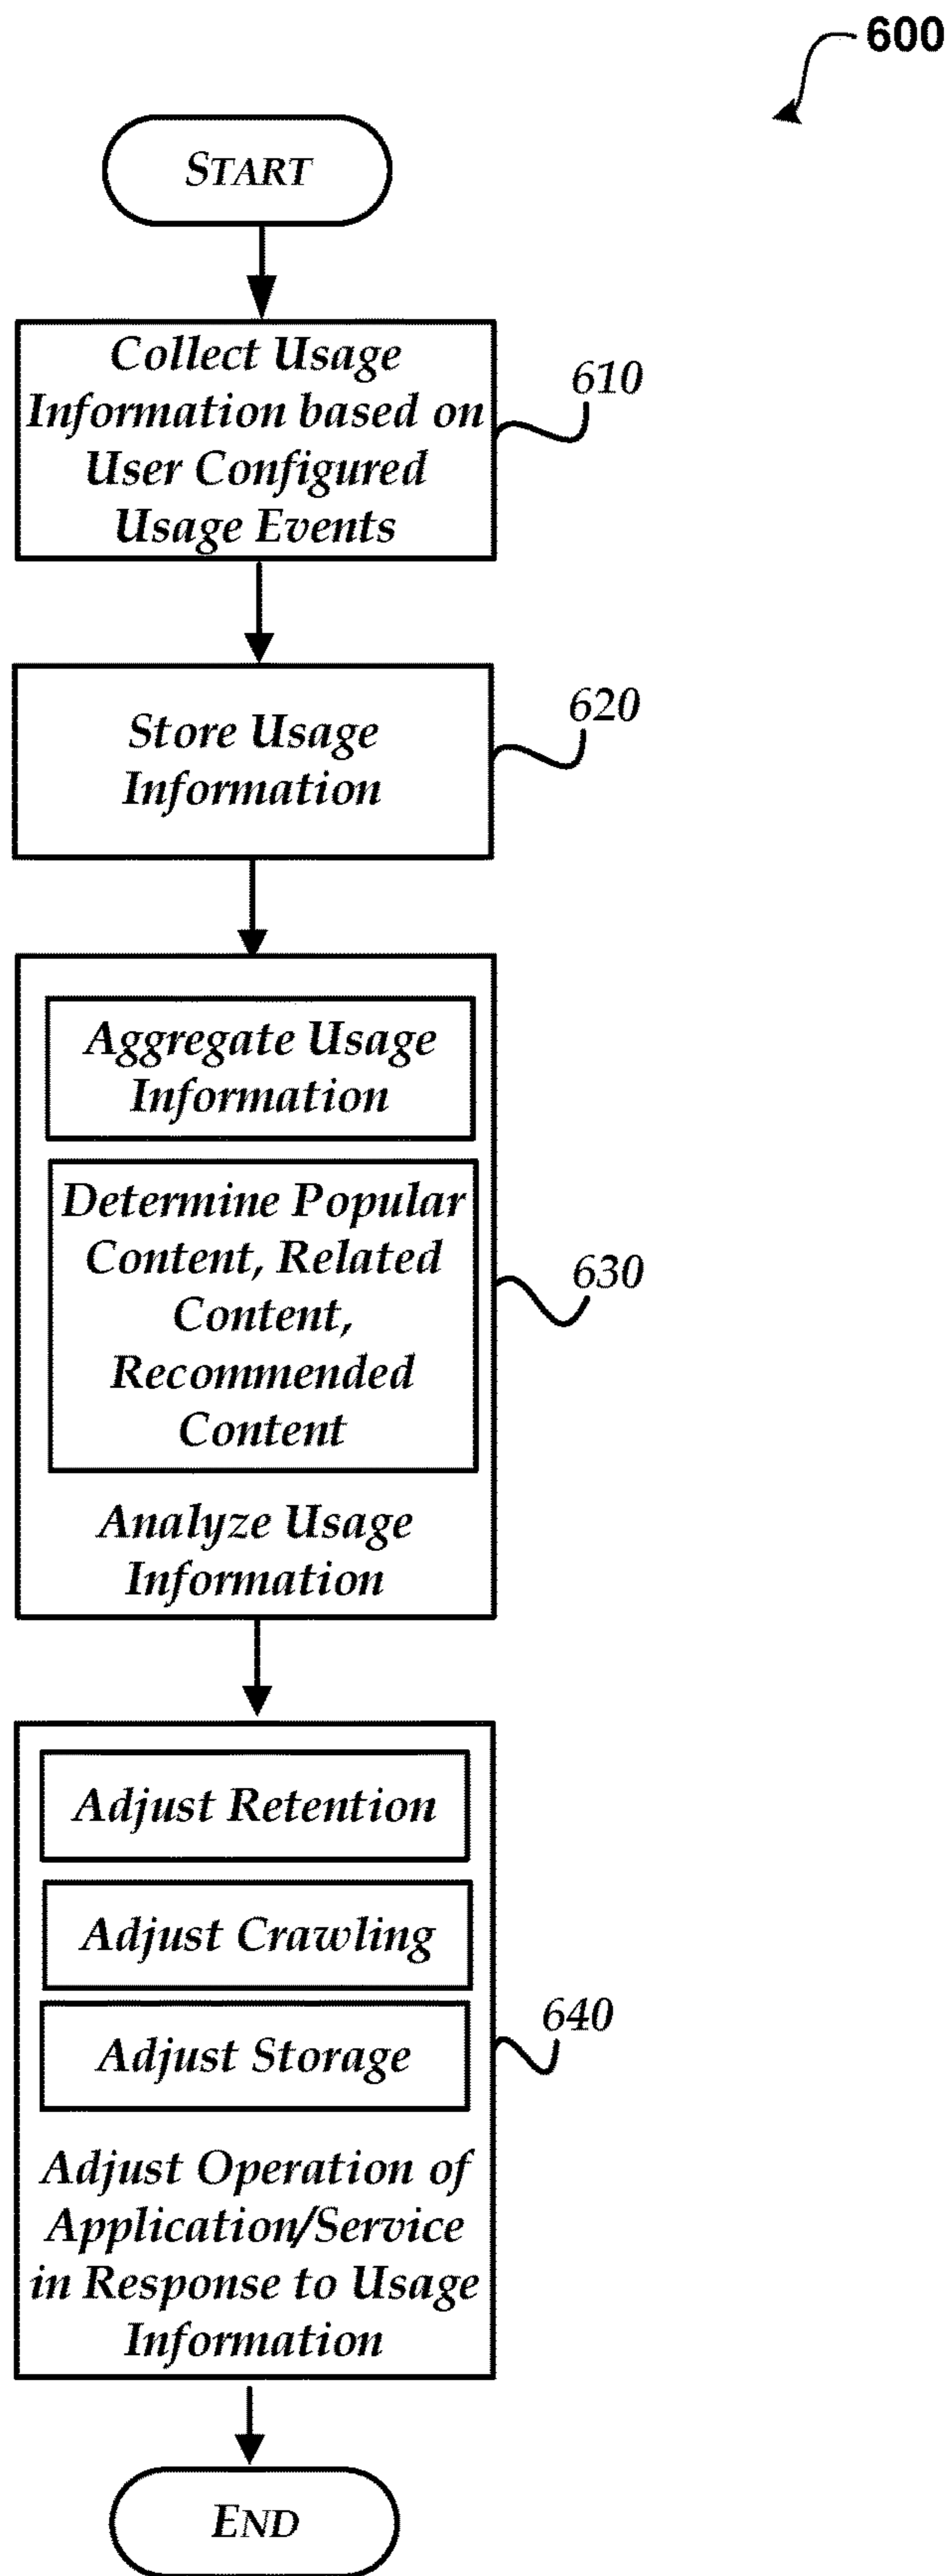 600
START
Collect Usage
Information based on
User Configured
Usage Events
610
Store Usage
Information
620
Aggregate Usage
Information
Determine Popular
Content, Related
Content,
Recommended
Content
630
Analyze Usage
Information
Adjust Retention
Adjust Crawling
Adjust Storage
640
Adjust Operation of
Application/Service
in Response to Usage
Information
END